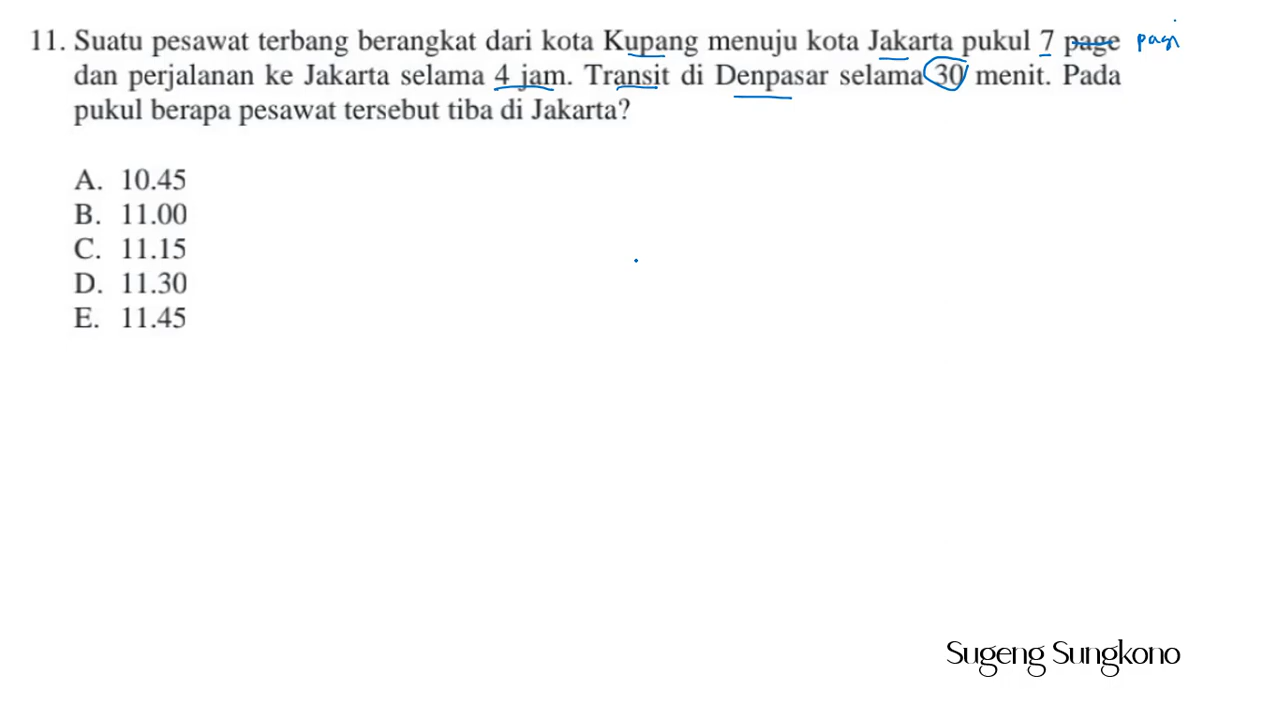 11. Suatu pesawat terbang berangkat dari kota Kupang menuju kota Jakarta pukul 7 page pagi
dan perjalanan ke Jakarta selama 4 jam. Transit di Denpasar selama 30 menit. Pada
pukul berapa pesawat tersebut tiba di Jakarta?
A. 10.45
B. 11.00
C. 11.15
D. 11.30
E. 11.45
Sugeng Sungkono